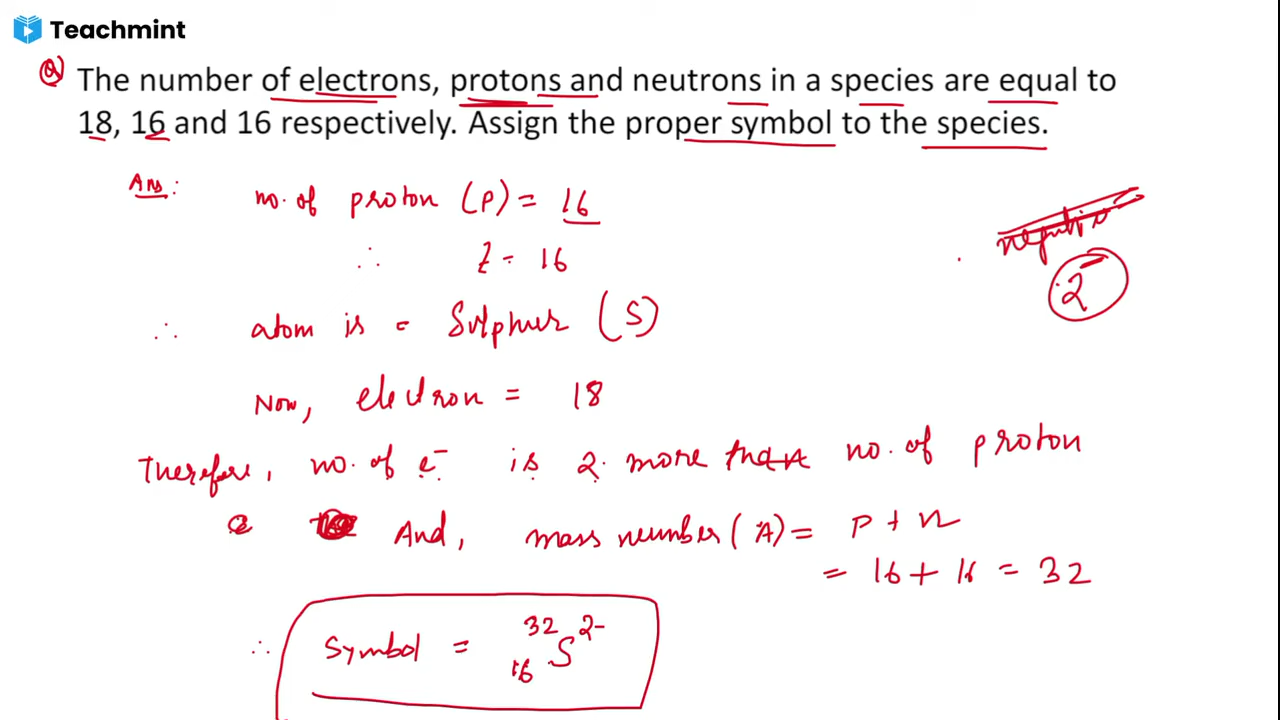 Teachmint
Q) The number of electrons, protons and neutrons in a species are equal to
18, 16 and 16 respectively. Assign the proper symbol to the species.
Ans:
no. of proton (P) = 16
negative
∴ Z = 16
2-
∴ atom is = Sulphur (S)
Now, electron = 18
Therefore, no. of e⁻ is 2 more than no. of proton
And, mass number (A) = P + n
= 16 + 16 = 32
∴ Symbol = ³²₁₆S²⁻